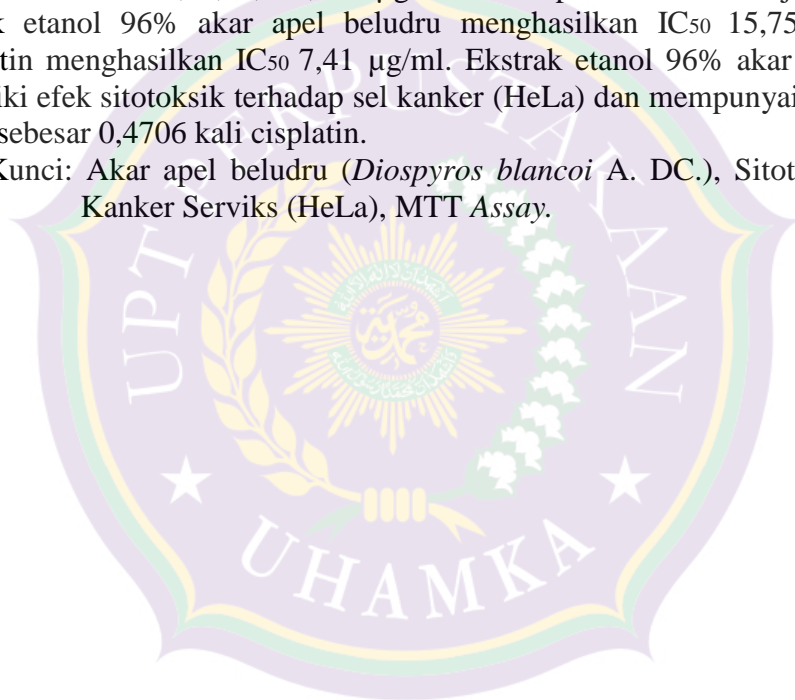 k etanol 96% akar apel beludru menghasilkan IC50 15,75
tin menghasilkan IC50 7,41 µg/ml. Ekstrak etanol 96% akar
iki efek sitotoksik terhadap sel kanker (HeLa) dan mempunyai
sebesar 0,4706 kali cisplatin.
Kunci: Akar apel beludru (Diospyros blancoi A. DC.), Sitot
Kanker Serviks (HeLa), MTT Assay.
UPT PERPUSTAKAAN
UHAMKA